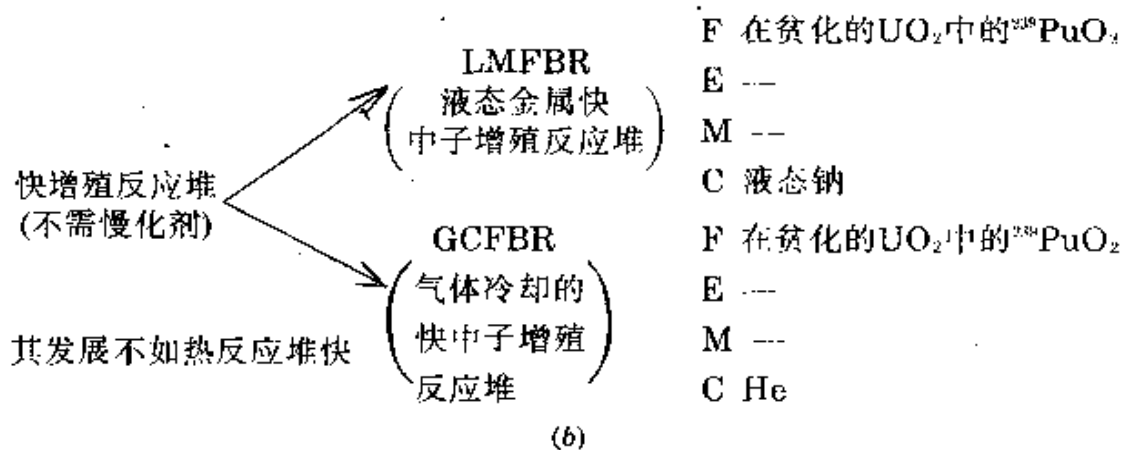 快增殖反应堆
(不需慢化剂)
其发展不如热反应堆快
LMFBR
液态金属快
中子增殖反应堆
F 在贫化的UO₂中的²³⁹PuO₂
E —
M —
C 液态钠
GCFBR
气体冷却的
快中子增殖
反应堆
F 在贫化的UO₂中的²³⁹PuO₂
E —
M —
C He
(b)